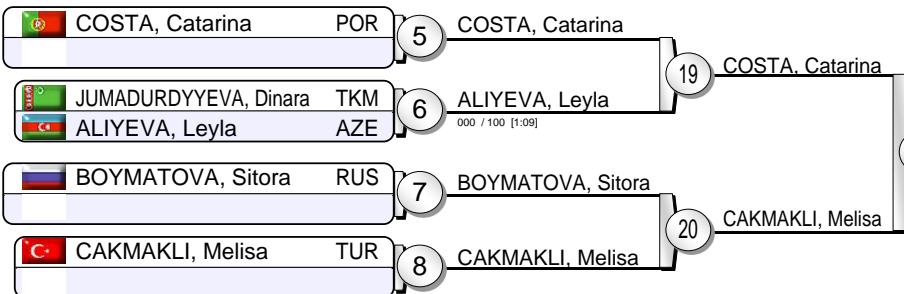 COSTA, Catarina POR
JUMADURDYYEVA, Dinara TKM
ALIYEVA, Leyla AZE
BOYMATOVA, Sitora RUS
CAKMAKLI, Melisa TUR
5
6
7
8
COSTA, Catarina
ALIYEVA, Leyla
000 / 100 [1:09]
BOYMATOVA, Sitora
CAKMAKLI, Melisa
19
20
COSTA, Catarina
CAKMAKLI, Melisa